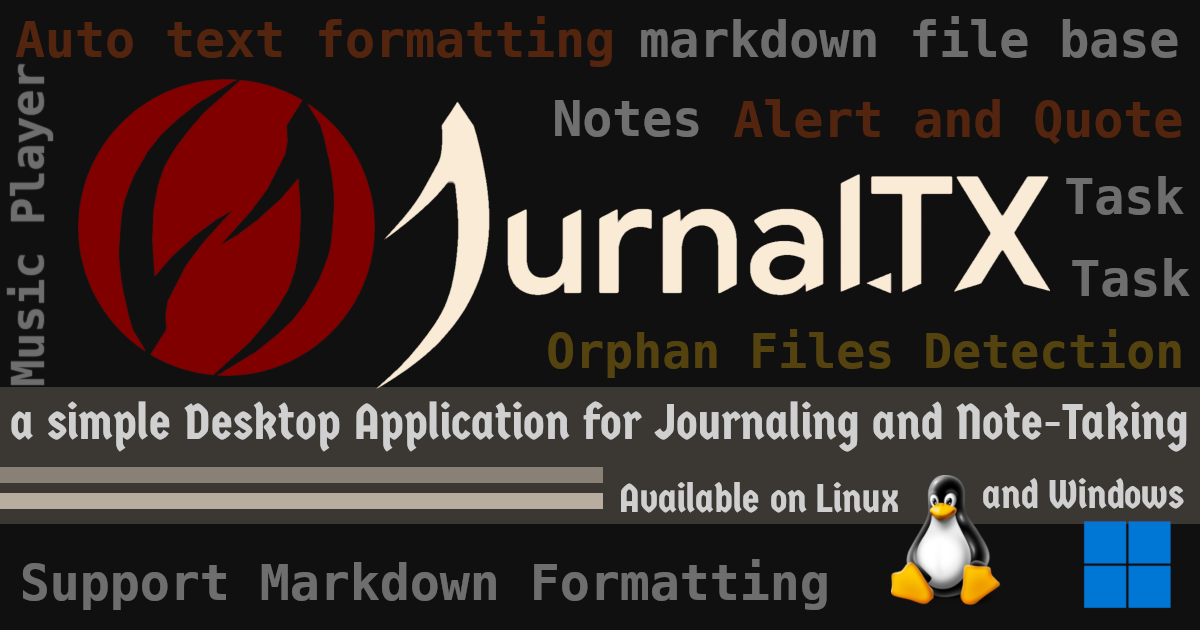 Auto text formatting markdown file base
Music Player
Notes Alert and Quote
JurnalTX
Task
Task
Orphan Files Detection
a simple Desktop Application for Journaling and Note-Taking
Available on Linux and Windows
Support Markdown Formatting